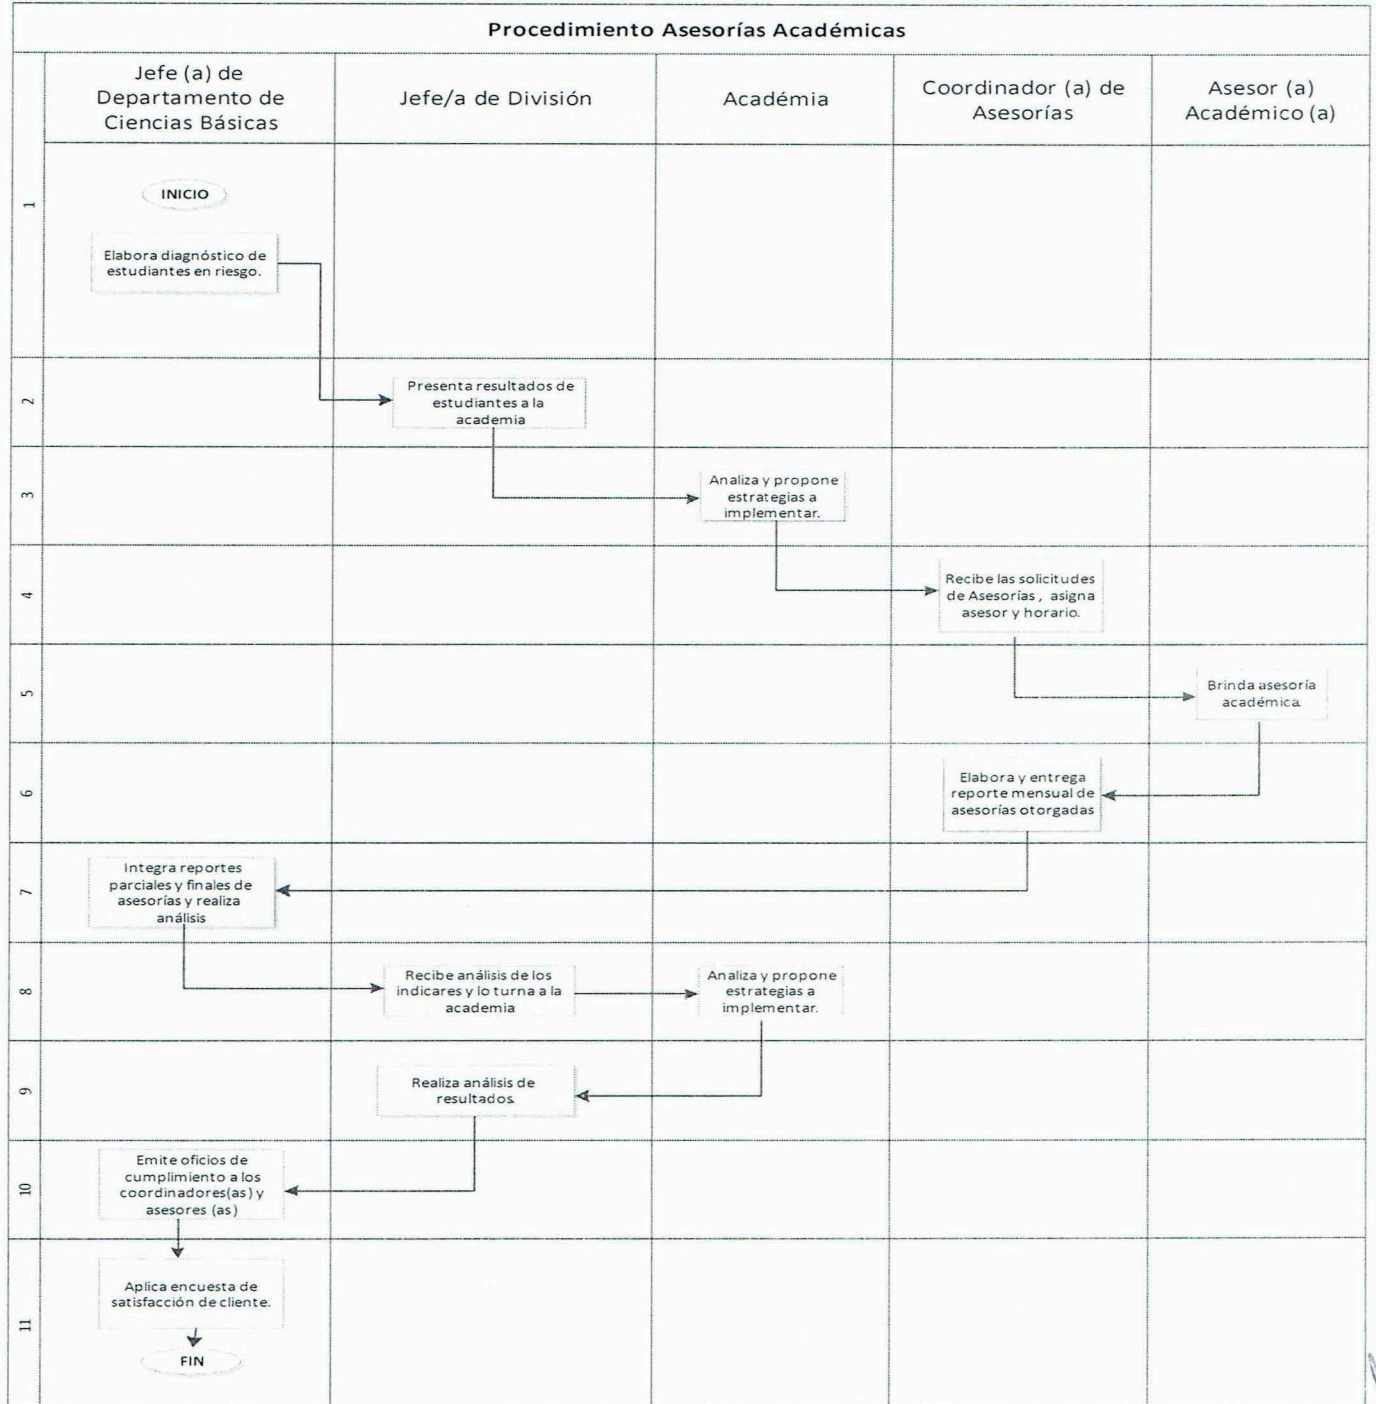 Procedimiento Asesorías Académicas
Jefe (a) de
Departamento de
Ciencias Básicas
Jefe/a de División
Académia
Coordinador (a) de
Asesorías
Asesor (a)
Académico (a)
1
INICIO
Elabora diagnóstico de
estudiantes en riesgo.
2
Presenta resultados de
estudiantes a la
academia
3
Analiza y propone
estrategias a
implementar.
4
Recibe las solicitudes
de Asesorías, asigna
asesor y horario.
5
Brinda asesoría
académica.
6
Elabora y entrega
reporte mensual de
asesorías otorgadas
7
Integra reportes
parciales y finales de
asesorías y realiza
análisis
8
Recibe análisis de los
indicares y lo turna a la
academia
Analiza y propone
estrategias a
implementar.
9
Realiza análisis de
resultados.
10
Emite oficios de
cumplimiento a los
coordinadores(as) y
asesores (as)
11
Aplica encuesta de
satisfacción de cliente.
FIN